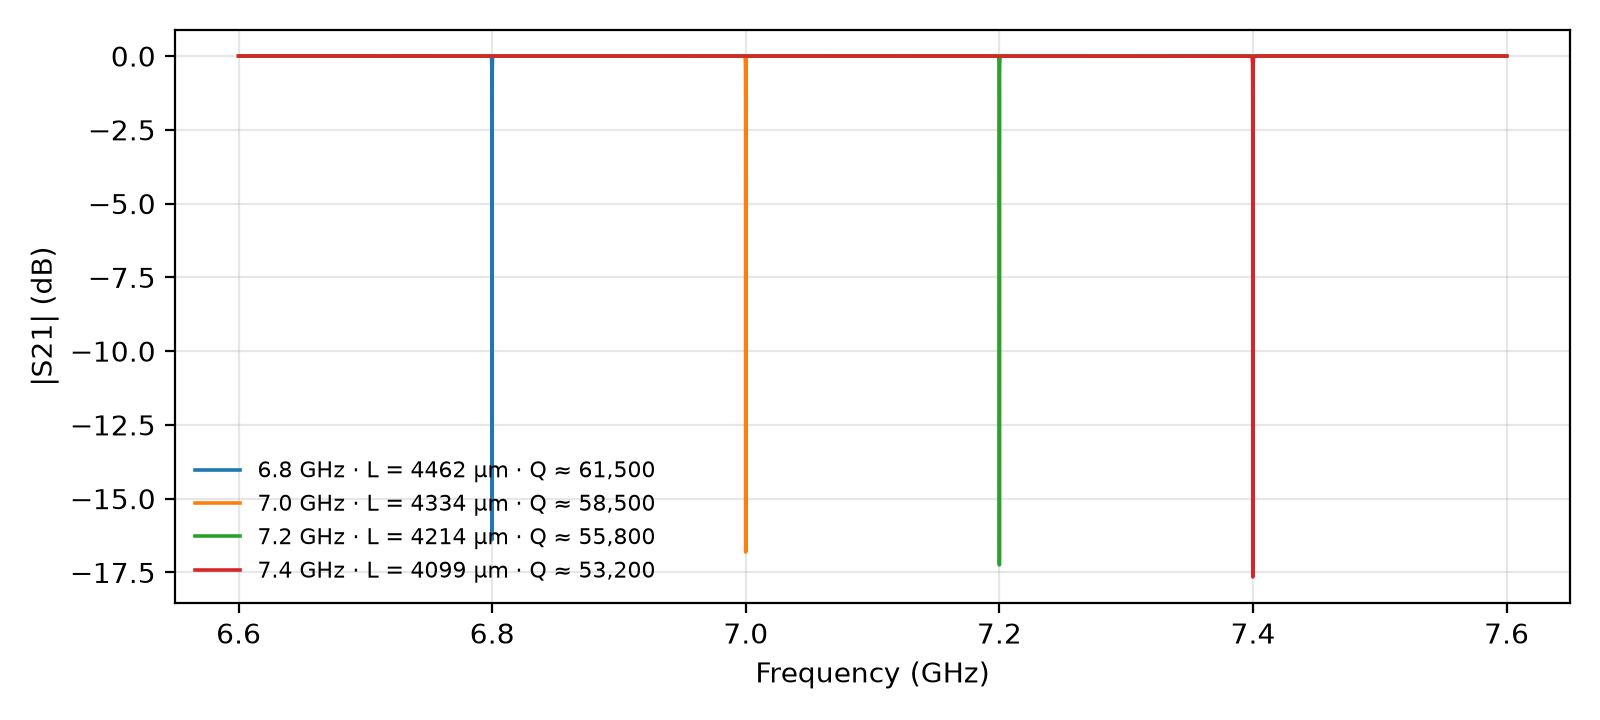 0.0
−2.5
−5.0
−7.5
−10.0
−12.5
−15.0
−17.5
|S21| (dB)
6.8 GHz · L = 4462 μm · Q ≈ 61,500
7.0 GHz · L = 4334 μm · Q ≈ 58,500
7.2 GHz · L = 4214 μm · Q ≈ 55,800
7.4 GHz · L = 4099 μm · Q ≈ 53,200
6.6 6.8 7.0 7.2 7.4 7.6
Frequency (GHz)